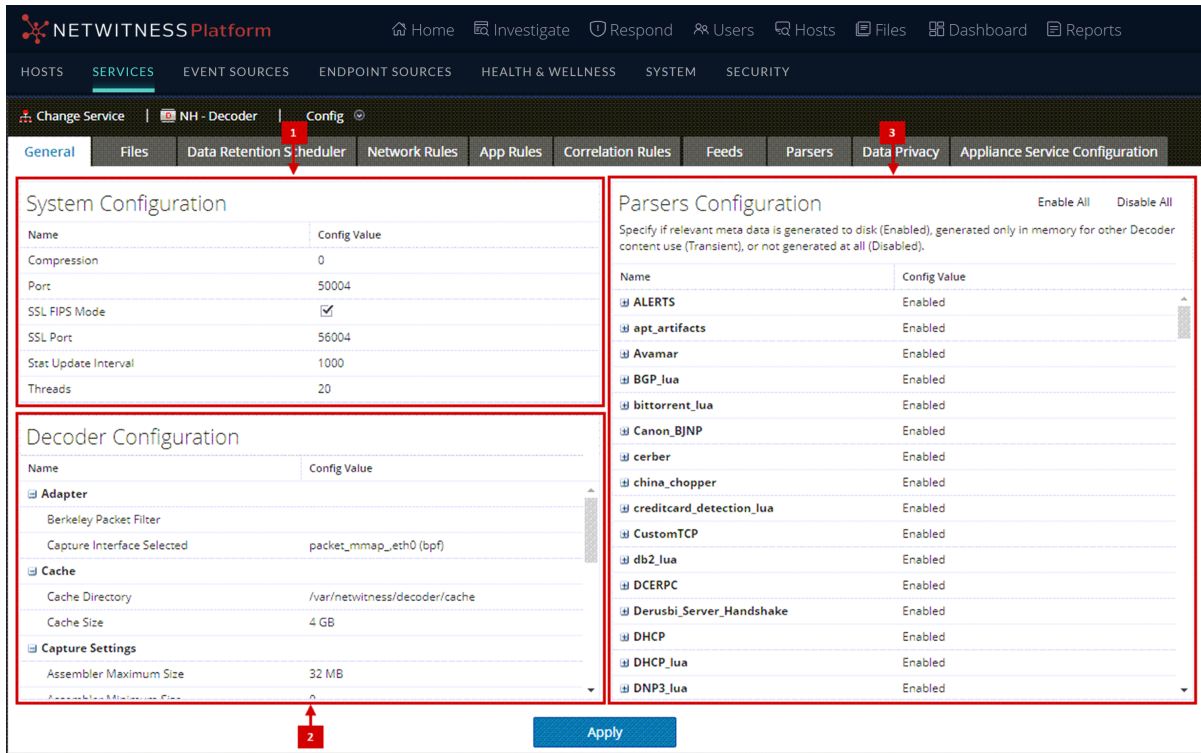 NETWITNESS Platform
Home Investigate Respond Users Hosts Files Dashboard Reports
HOSTS SERVICES EVENT SOURCES ENDPOINT SOURCES HEALTH & WELLNESS SYSTEM SECURITY
Change Service | NH - Decoder | Config
1
3
General Files Data Retention Scheduler Network Rules App Rules Correlation Rules Feeds Parsers Data Privacy Appliance Service Configuration
System Configuration
Name Config Value
Compression 0
Port 50004
SSL FIPS Mode
SSL Port 56004
Stat Update Interval 1000
Threads 20
Decoder Configuration
Name Config Value
Adapter
Berkeley Packet Filter
Capture Interface Selected packet_mmap_,eth0 (bpf)
Cache
Cache Directory /var/netwitness/decoder/cache
Cache Size 4 GB
Capture Settings
Assembler Maximum Size 32 MB
Assembler Minimum Size 0
2
Parsers Configuration Enable All Disable All
Specify if relevant meta data is generated to disk (Enabled), generated only in memory for other Decoder
content use (Transient), or not generated at all (Disabled).
Name Config Value
ALERTS Enabled
apt_artifacts Enabled
Avamar Enabled
BGP_lua Enabled
bittorrent_lua Enabled
Canon_BJNP Enabled
cerber Enabled
china_chopper Enabled
creditcard_detection_lua Enabled
CustomTCP Enabled
db2_lua Enabled
DCERPC Enabled
Derusbi_Server_Handshake Enabled
DHCP Enabled
DHCP_lua Enabled
DNP3_lua Enabled
Apply